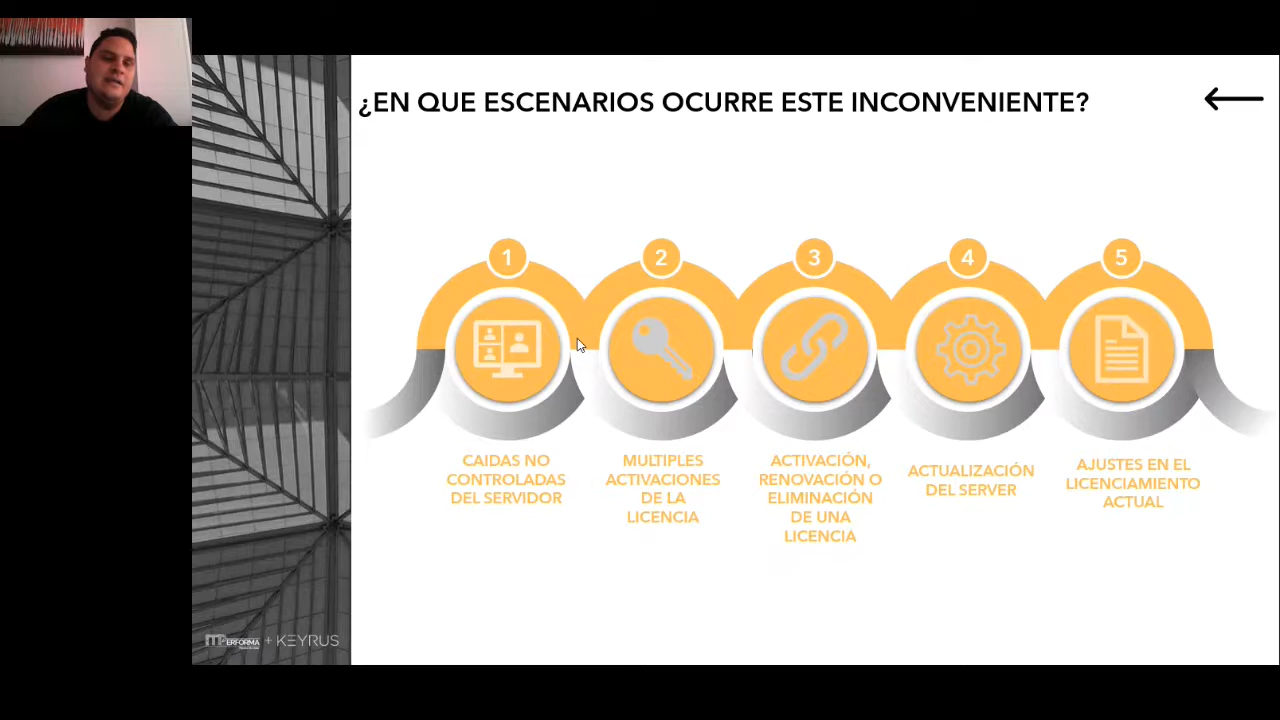 ¿EN QUE ESCENARIOS OCURRE ESTE INCONVENIENTE?
1
2
3
4
5
CAIDAS NO
CONTROLADAS
DEL SERVIDOR
MULTIPLES
ACTIVACIONES
DE LA
LICENCIA
ACTIVACIÓN,
RENOVACIÓN O
ELIMINACIÓN
DE UNA
LICENCIA
ACTUALIZACIÓN
DEL SERVER
AJUSTES EN EL
LICENCIAMIENTO
ACTUAL
PERFORMA + KEYRUS